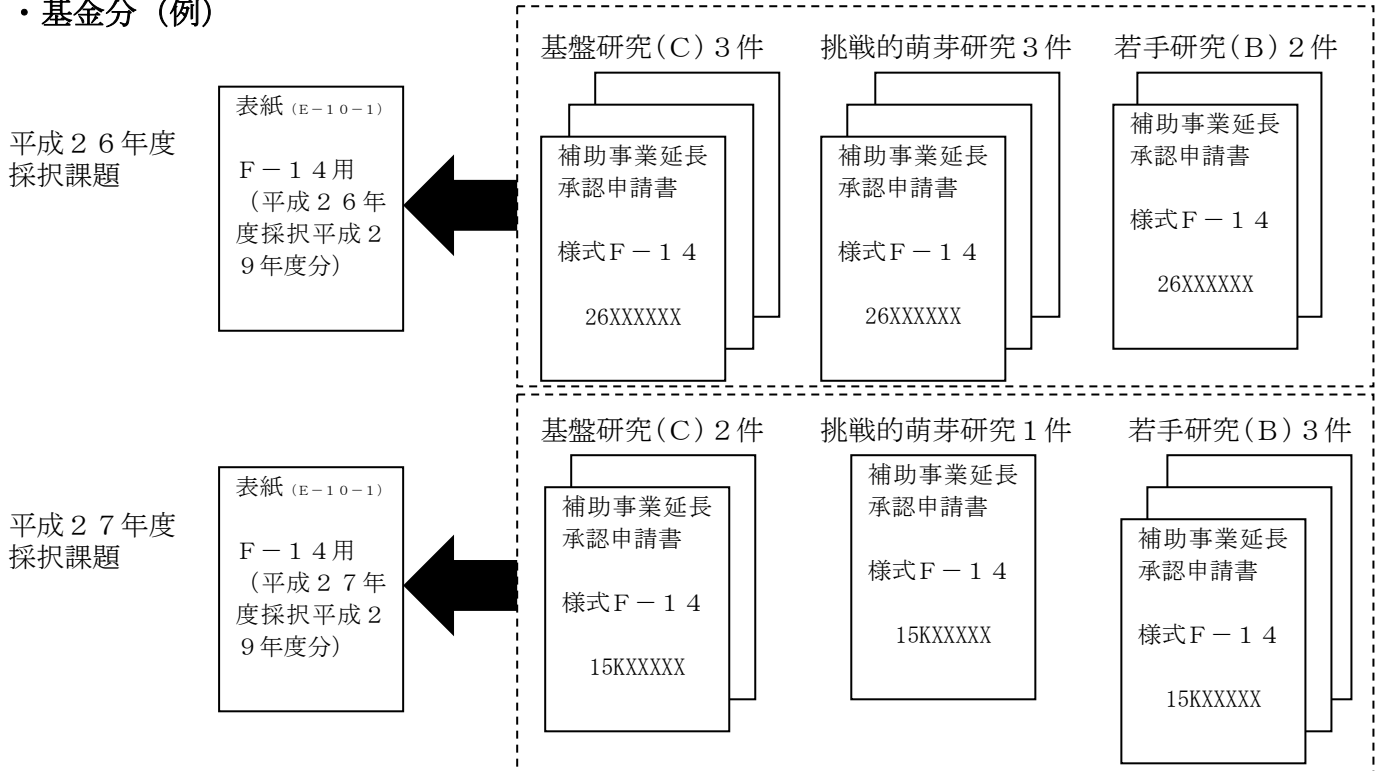 ・基金分（例）
基盤研究(C)３件
挑戦的萌芽研究３件
若手研究(B)２件
平成２６年度
採択課題
表紙 (E－１０－１)
F－１４用
（平成２６年
度採択平成２
９年度分）
補助事業延長
承認申請書
様式F－１４
26XXXXXX
補助事業延長
承認申請書
様式F－１４
26XXXXXX
補助事業延長
承認申請書
様式F－１４
26XXXXXX
基盤研究(C)２件
挑戦的萌芽研究１件
若手研究(B)３件
平成２７年度
採択課題
表紙 (E－１０－１)
F－１４用
（平成２７年
度採択平成２
９年度分）
補助事業延長
承認申請書
様式F－１４
15KXXXXX
補助事業延長
承認申請書
様式F－１４
15KXXXXX
補助事業延長
承認申請書
様式F－１４
15KXXXXX